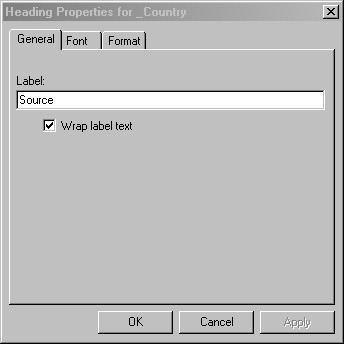 Heading Properties for _Country
General Font Format
Label:
Source
Wrap label text
OK Cancel Apply